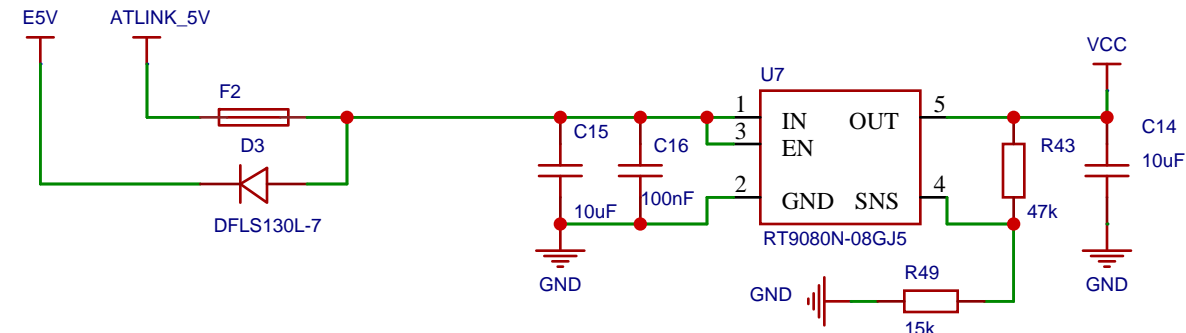 E5V
ATLINK_5V
VCC
F2
U7
1
IN
OUT
5
3
EN
C15
C16
R43
C14
10uF
D3
2
GND
SNS
4
10uF
100nF
47k
DFLS130L-7
RT9080N-08GJ5
GND
GND
GND
R49
15k